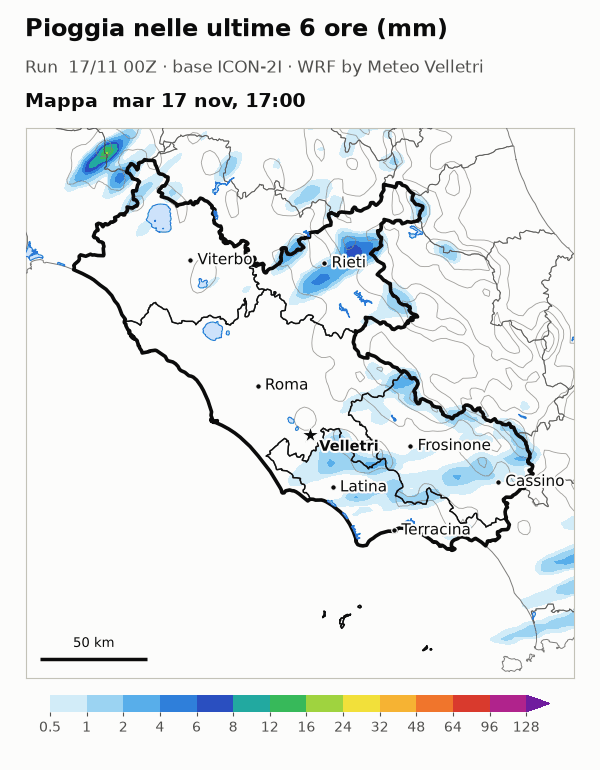 Pioggia nelle ultime 6 ore (mm)
Run  17/11 00Z · base ICON-2I · WRF by Meteo Velletri
Mappa  mar 17 nov, 17:00
Viterbo
Rieti
Roma
Velletri
Frosinone
Latina
Cassino
Terracina
50 km
0.5 1 2 4 6 8 12 16 24 32 48 64 96 128